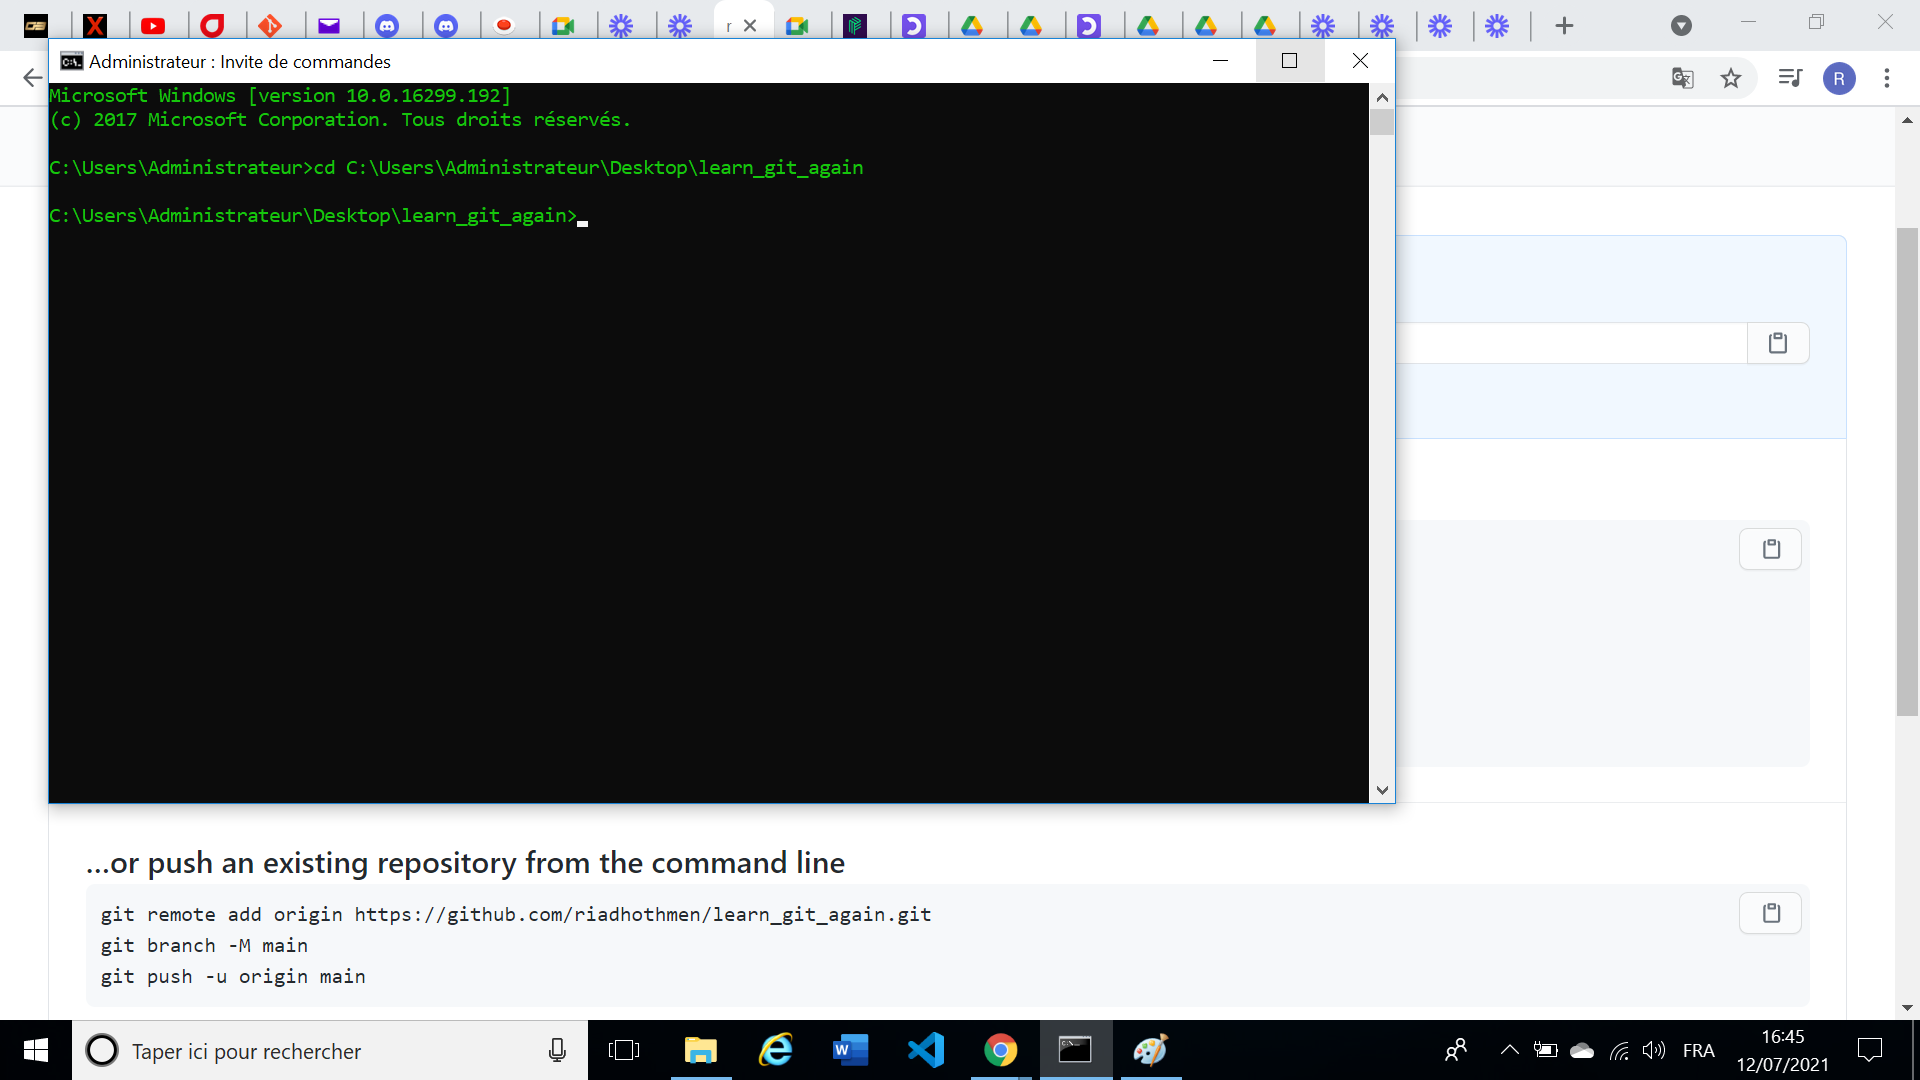 r
Administrateur : Invite de commandes
Microsoft Windows [version 10.0.16299.192]
(c) 2017 Microsoft Corporation. Tous droits réservés.
C:\Users\Administrateur>cd C:\Users\Administrateur\Desktop\learn_git_again
C:\Users\Administrateur\Desktop\learn_git_again>
R
…or push an existing repository from the command line
git remote add origin https://github.com/riadhothmen/learn_git_again.git
git branch -M main
git push -u origin main
Taper ici pour rechercher
FRA
16:45
12/07/2021